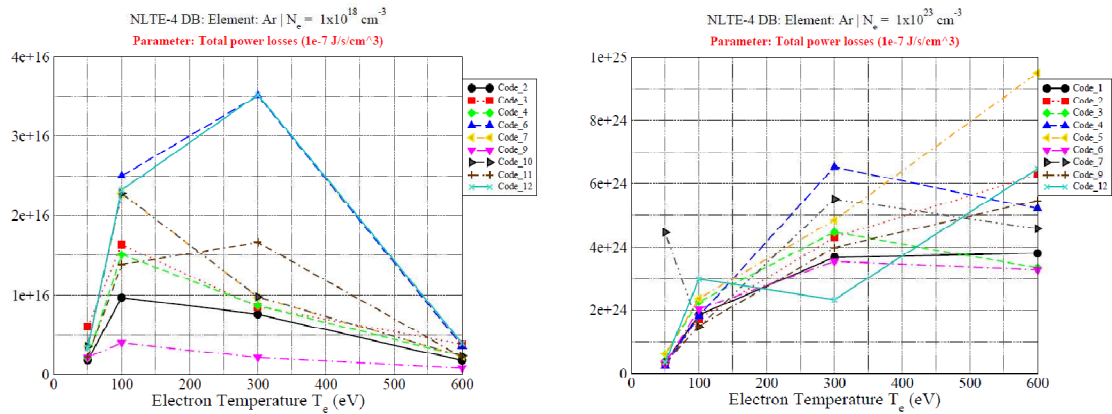 NLTE-4 DB: Element: Ar | N_e = 1x10^18 cm^-3
Parameter: Total power losses (1e-7 J/s/cm^3)
4e+16
3e+16
2e+16
1e+16
0
0 100 200 300 400 500 600
Electron Temperature T_e (eV)
Code_2
Code_3
Code_4
Code_6
Code_7
Code_9
Code_10
Code_11
Code_12
NLTE-4 DB: Element: Ar | N_e = 1x10^23 cm^-3
Parameter: Total power losses (1e-7 J/s/cm^3)
1e+25
8e+24
6e+24
4e+24
2e+24
0
0 100 200 300 400 500 600
Electron Temperature T_e (eV)
Code_1
Code_2
Code_3
Code_4
Code_5
Code_6
Code_7
Code_9
Code_12